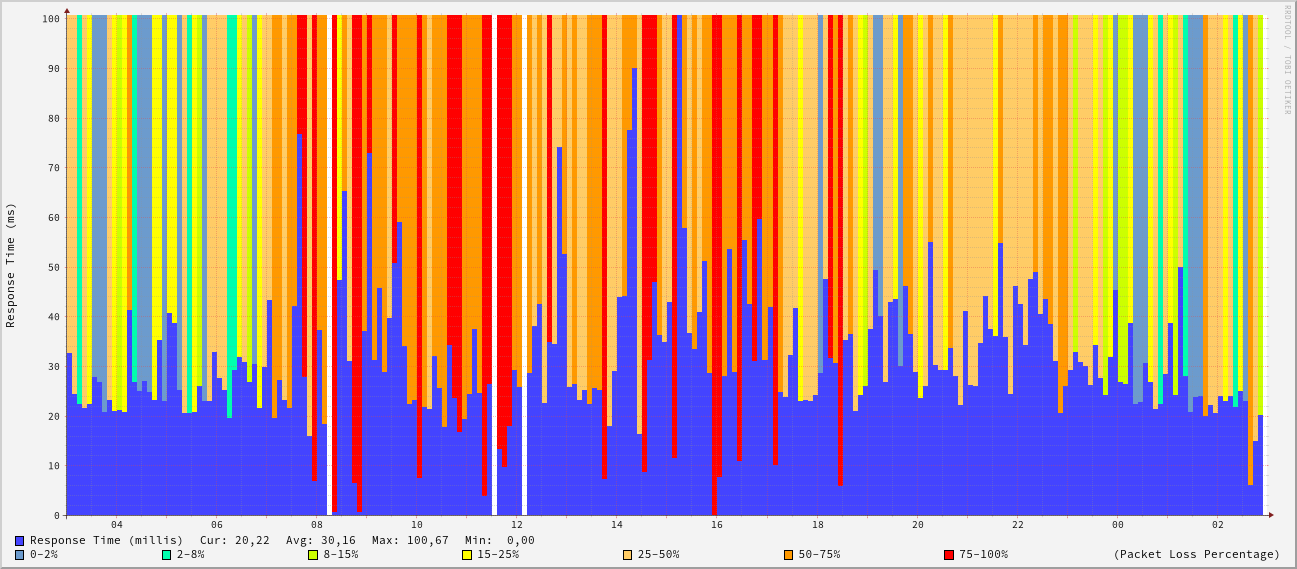 RRDTOOL / TOBI OETIKER
Response Time (ms)
100
90
80
70
60
50
40
30
20
10
0
04 06 08 10 12 14 16 18 20 22 00 02
Response Time (millis) Cur: 20,22 Avg: 30,16 Max: 100,67 Min: 0,00
0-2% 2-8% 8-15% 15-25% 25-50% 50-75% 75-100% (Packet Loss Percentage)